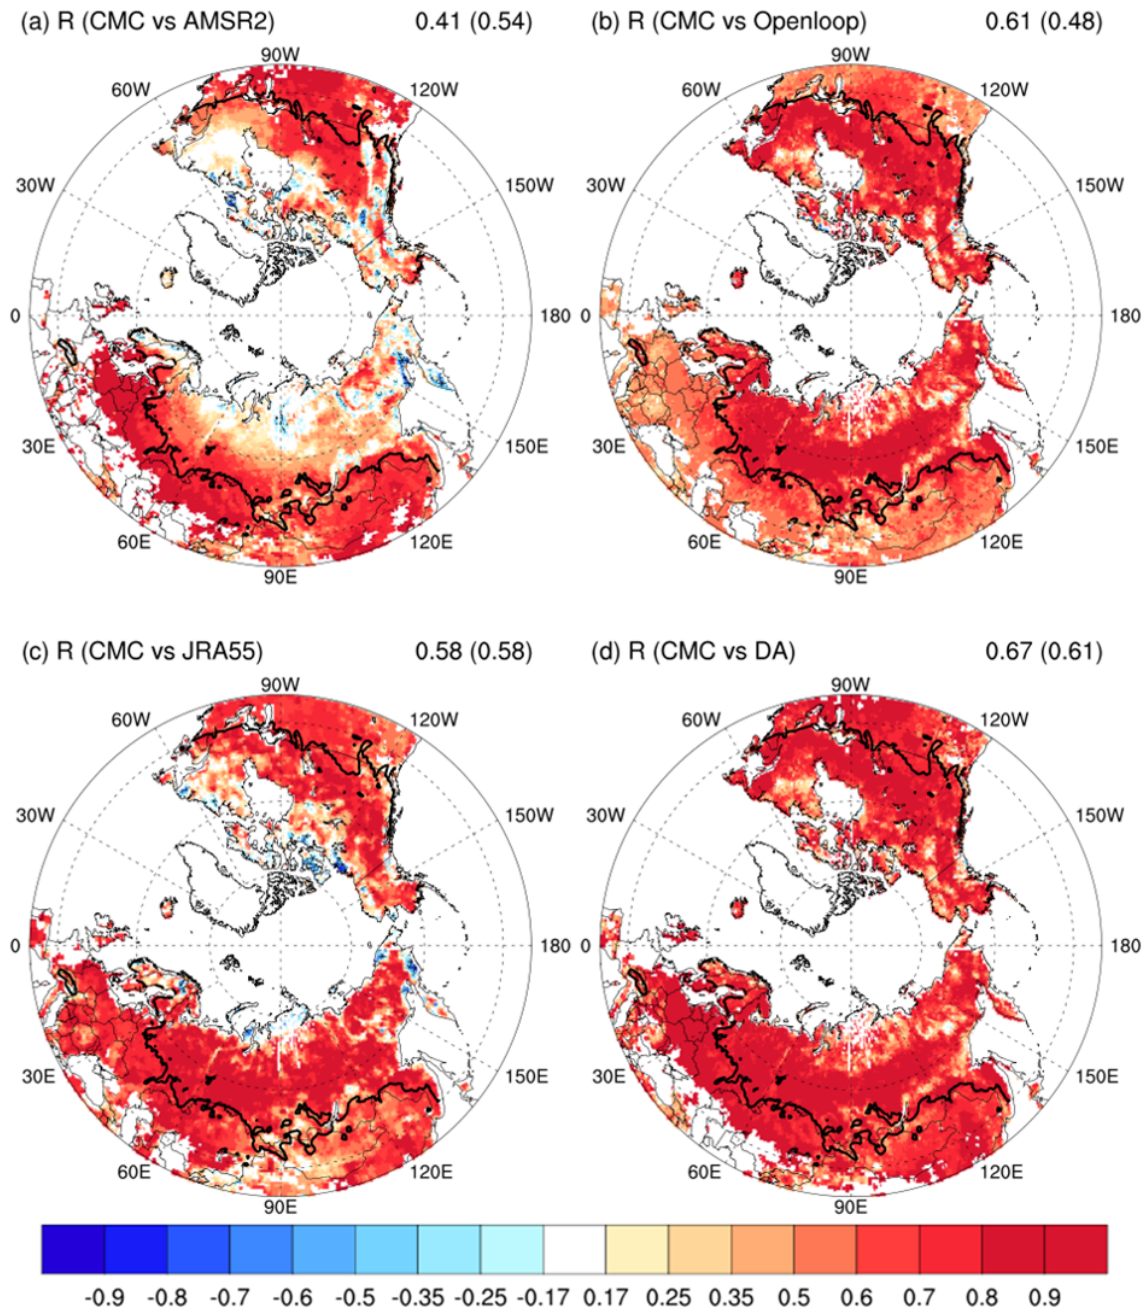 (a) R (CMC vs AMSR2) 0.41 (0.54)
(b) R (CMC vs Openloop) 0.61 (0.48)
90W 90W
60W 120W 60W 120W
30W 150W 30W 150W
0 180 0 180
30E 150E 30E 150E
60E 120E 60E 120E
90E 90E
(c) R (CMC vs JRA55) 0.58 (0.58)
(d) R (CMC vs DA) 0.67 (0.61)
90W 90W
60W 120W 60W 120W
30W 150W 30W 150W
0 180 0 180
30E 150E 30E 150E
60E 120E 60E 120E
90E 90E
-0.9 -0.8 -0.7 -0.6 -0.5 -0.35 -0.25 -0.17 0.17 0.25 0.35 0.5 0.6 0.7 0.8 0.9